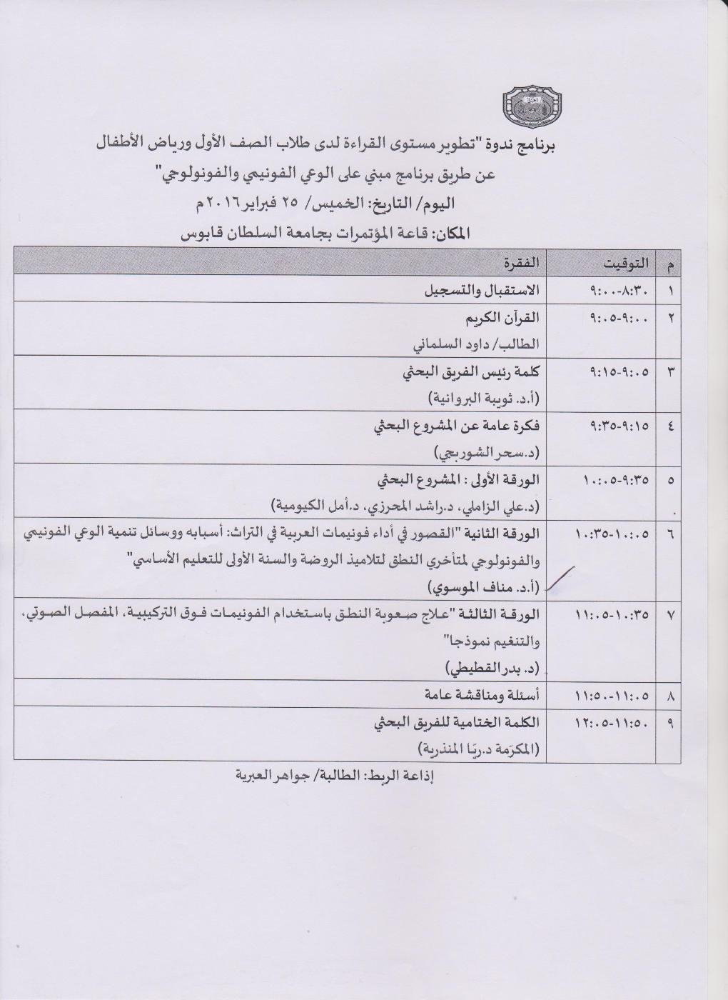 برنامج ندوة "تطوير مستوى القراءة لدى طلاب الصف الأول ورياض الأطفال
عن طريق برنامج مبني على الوعي الفونيمي والفونولوجي"
اليوم/ التاريخ: الخميس/ ٢٥ فبراير ٢٠١٦م
المكان: قاعة المؤتمرات بجامعة السلطان قابوس
م التوقيت الفقرة
١ ٨:٣٠-٩:٠٠ الاستقبال والتسجيل
٢ ٩:٠٠-٩:٠٥ القرآن الكريم
الطالب/ داود السلماني
٣ ٩:٠٥-٩:١٥ كلمة رئيس الفريق البحثي
(أ.د. ثويبة البروانية)
٤ ٩:١٥-٩:٣٥ فكرة عامة عن المشروع البحثي
(د.سحر الشوربجي)
٥ ٩:٣٥-١٠:٠٥ الورقة الأولى : المشروع البحثي
(د.علي الزاملي، د.راشد المحرزي، د.أمل الكيومية)
٦ ١٠:٠٥-١٠:٣٥ الورقة الثانية "القصور في أداء فونيمات العربية في التراث: أسبابه ووسائل تنمية الوعي الفونيمي
والفونولوجي لمتأخري النطق لتلاميذ الروضة والسنة الأولى للتعليم الأساسي"
(أ.د. مناف الموسوي)
٧ ١٠:٣٥-١١:٠٥ الورقة الثالثة "علاج صعوبة النطق باستخدام الفونيمات فوق التركيبية، المفصل الصوتي،
والتنغيم نموذجا"
(د. بدر القطيطي)
٨ ١١:٠٥-١١:٥٠ أسئلة ومناقشة عامة
٩ ١١:٥٠-١٢:٠٥ الكلمة الختامية للفريق البحثي
(المكرّمة د.ريّا المنذرية)
إذاعة الربط: الطالبة/ جواهر العبرية